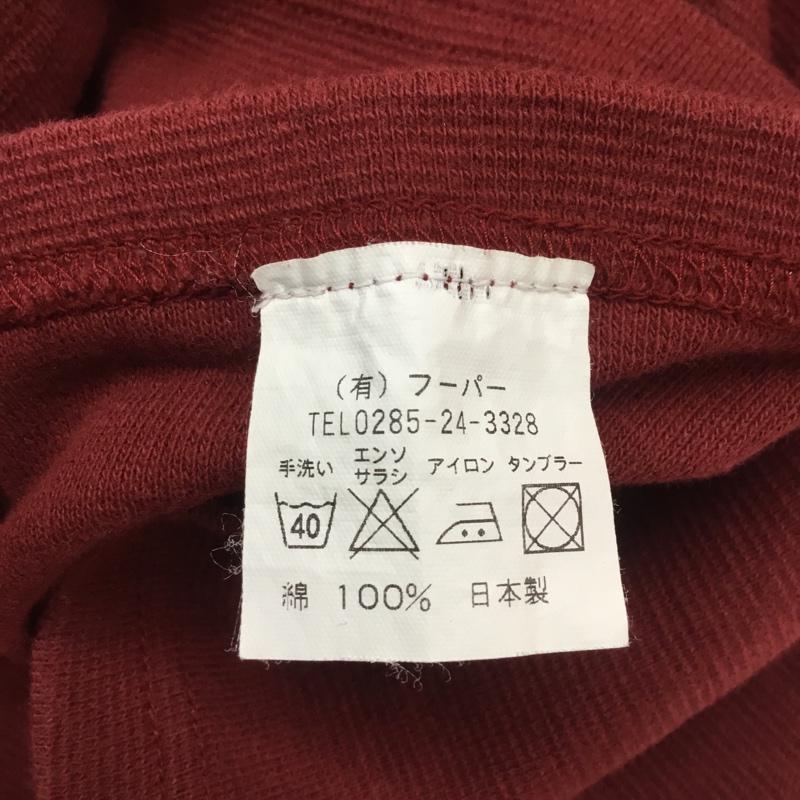 (有) フーパー
TEL0285-24-3328
手洗い エンソサラシ アイロン タンブラー
40
綿 100% 日本製